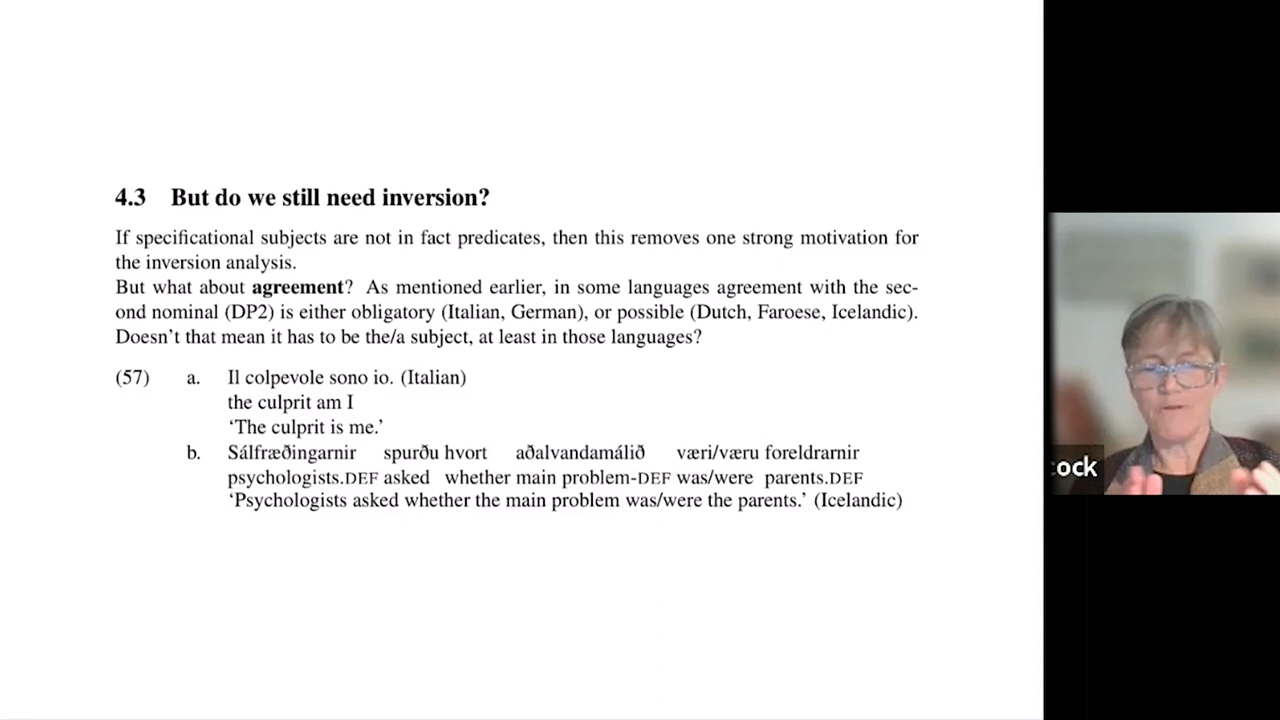 4.3 But do we still need inversion?
If specificational subjects are not in fact predicates, then this removes one strong motivation for
the inversion analysis.
But what about agreement? As mentioned earlier, in some languages agreement with the sec-
ond nominal (DP2) is either obligatory (Italian, German), or possible (Dutch, Faroese, Icelandic).
Doesn't that mean it has to be the/a subject, at least in those languages?
(57) a. Il colpevole sono io. (Italian)
the culprit am I
‘The culprit is me.’
b. Sálfræðingarnir spurðu hvort aðalvandamálið væri/væru foreldrarnir
psychologists.DEF asked whether main problem-DEF was/were parents.DEF
‘Psychologists asked whether the main problem was/were the parents.’ (Icelandic)
cock